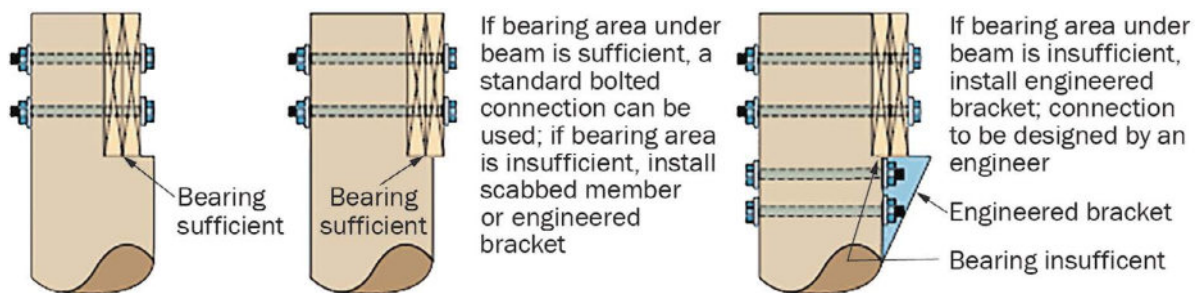 Bearing
sufficient
Bearing
sufficient
If bearing area under
beam is sufficient, a
standard bolted
connection can be
used; if bearing area
is insufficient, install
scabbed member
or engineered
bracket
If bearing area under
beam is insufficient,
install engineered
bracket; connection
to be designed by an
engineer
Engineered bracket
Bearing insufficent